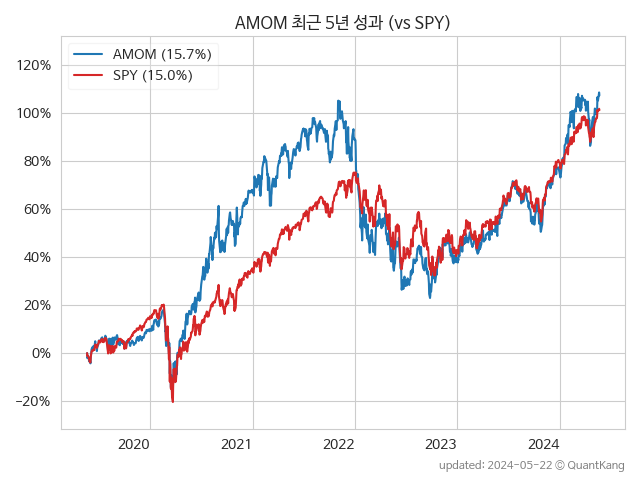 AMOM 최근 5년 성과 (vs SPY)
AMOM (15.7%)
SPY (15.0%)
120%
100%
80%
60%
40%
20%
0%
−20%
2020 2021 2022 2023 2024
updated: 2024-05-22 © QuantKang